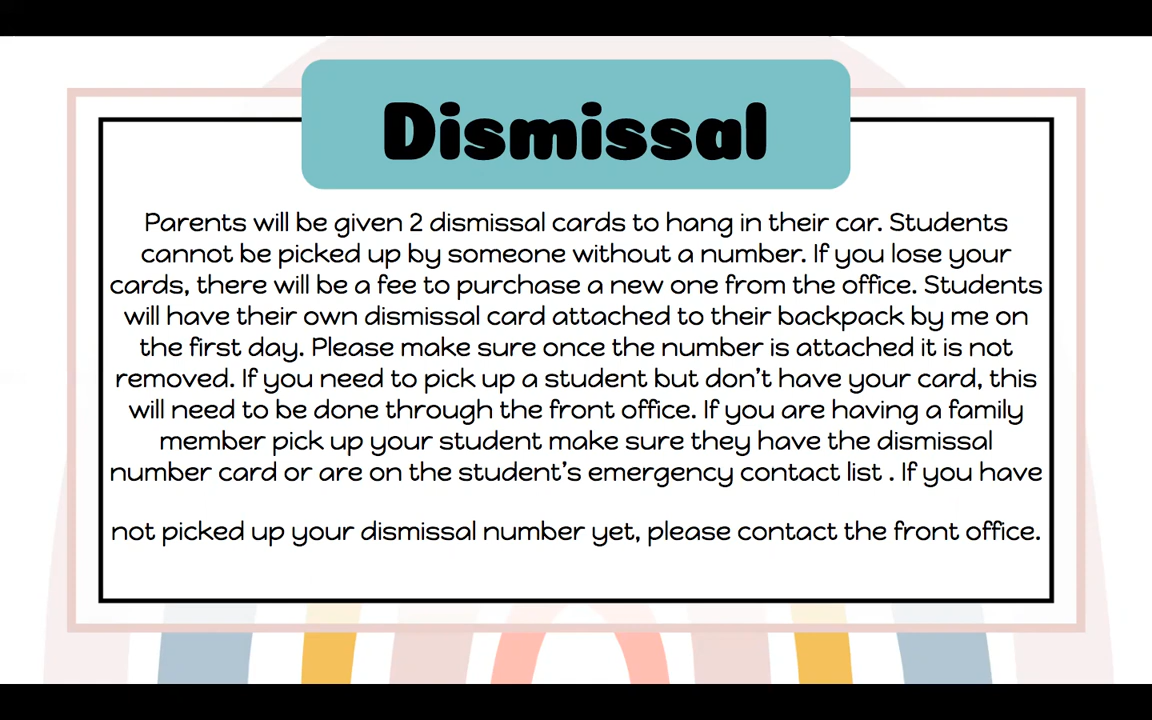 Dismissal
Parents will be given 2 dismissal cards to hang in their car. Students
cannot be picked up by someone without a number. If you lose your
cards, there will be a fee to purchase a new one from the office. Students
will have their own dismissal card attached to their backpack by me on
the first day. Please make sure once the number is attached it is not
removed. If you need to pick up a student but don’t have your card, this
will need to be done through the front office. If you are having a family
member pick up your student make sure they have the dismissal
number card or are on the student’s emergency contact list . If you have
not picked up your dismissal number yet, please contact the front office.